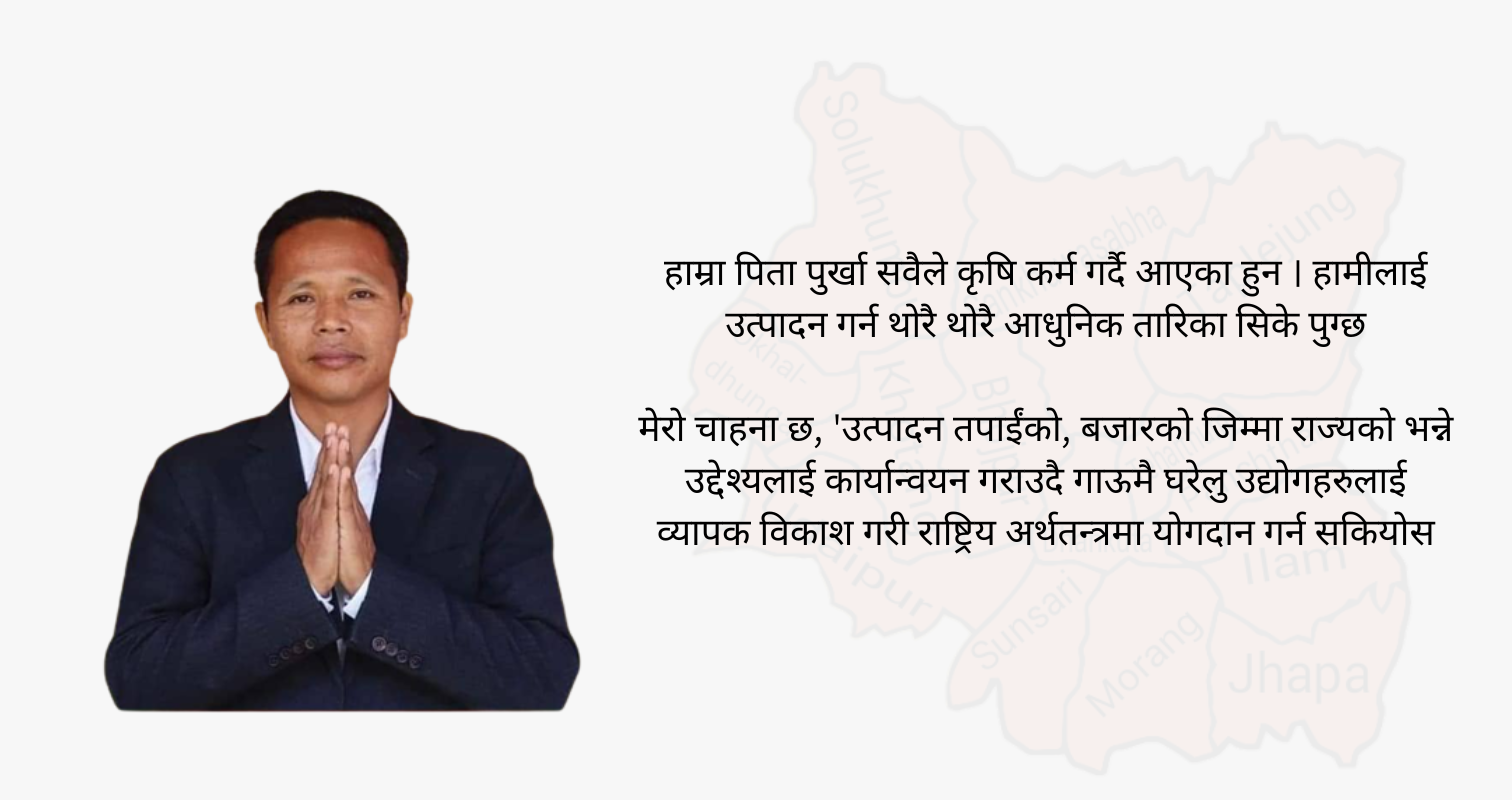 हाम्रा पिता पुर्खा सवैले कृषि कर्म गर्दै आएका हुन । हामीलाई
उत्पादन गर्न थोरै थोरै आधुनिक तारिका सिके पुग्छ
मेरो चाहना छ, 'उत्पादन तपाईंको, बजारको जिम्मा राज्यको भन्ने
उद्देश्यलाई कार्यान्वयन गराउदै गाऊमै घरेलु उद्योगहरुलाई
व्यापक विकाश गरी राष्ट्रिय अर्थतन्त्रमा योगदान गर्न सकियोस
Sunsari
Morang
Ilam
Jhapa